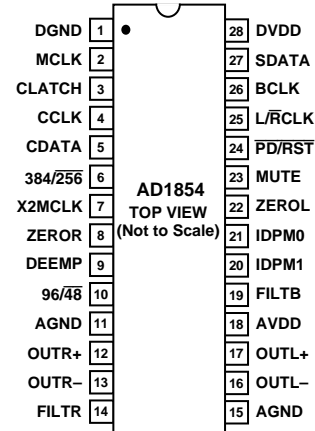 DGND 1 28 DVDD
MCLK 2 27 SDATA
CLATCH 3 26 BCLK
CCLK 4 25 L/R̅CLK
CDATA 5 24 P̅D̅/R̅S̅T̅
384/2̅5̅6̅ 6 23 MUTE
X2MCLK 7 22 ZEROL
ZEROR 8 21 IDPM0
DEEMP 9 20 IDPM1
96/4̅8̅ 10 19 FILTB
AGND 11 18 AVDD
OUTR+ 12 17 OUTL+
OUTR– 13 16 OUTL–
FILTR 14 15 AGND
AD1854
TOP VIEW
(Not to Scale)